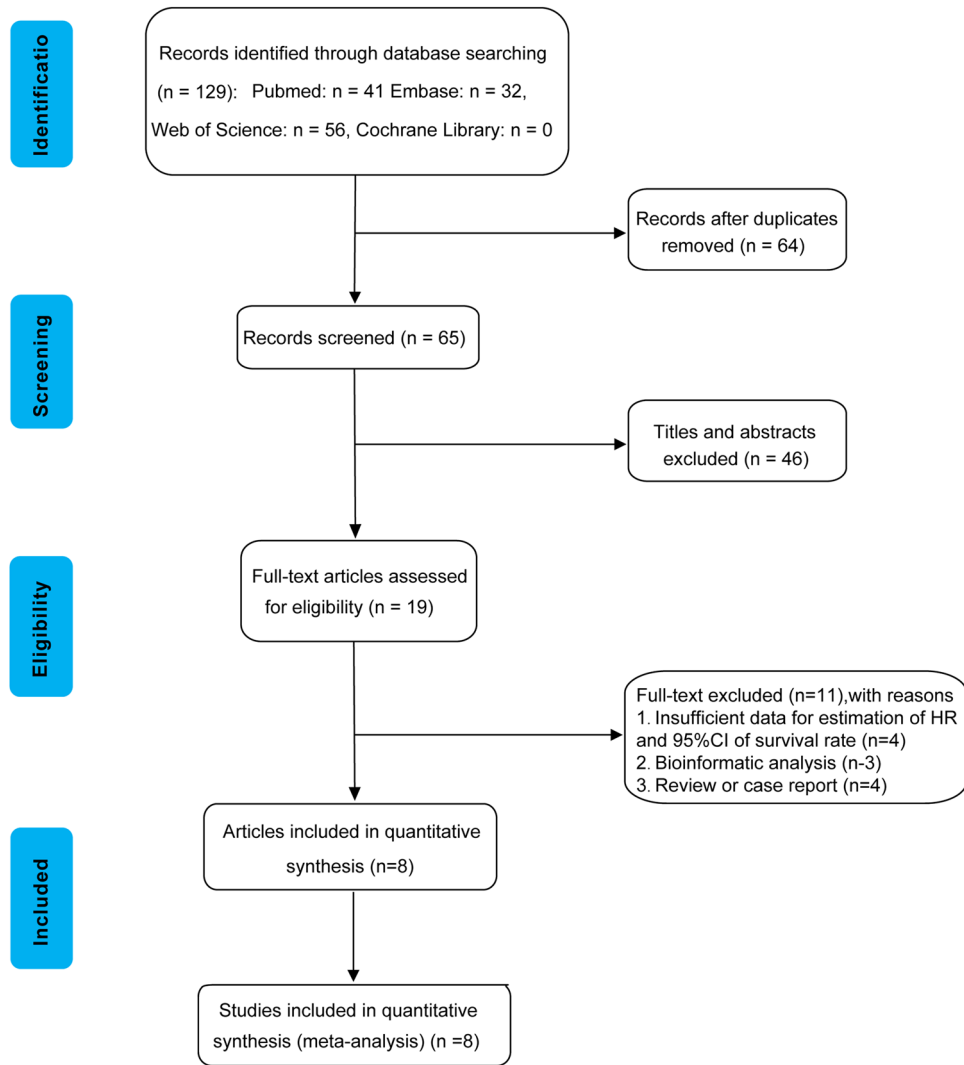 Identificatio
Records identified through database searching
(n = 129): Pubmed: n = 41 Embase: n = 32,
Web of Science: n = 56, Cochrane Library: n = 0
Records after duplicates
removed (n = 64)
Screening
Records screened (n = 65)
Titles and abstracts
excluded (n = 46)
Eligibility
Full-text articles assessed
for eligibility (n = 19)
Full-text excluded (n=11),with reasons
1. Insufficient data for estimation of HR
and 95%CI of survival rate (n=4)
2. Bioinformatic analysis (n-3)
3. Review or case report (n=4)
Included
Articles included in quantitative
synthesis (n=8)
Studies included in quantitative
synthesis (meta-analysis) (n =8)